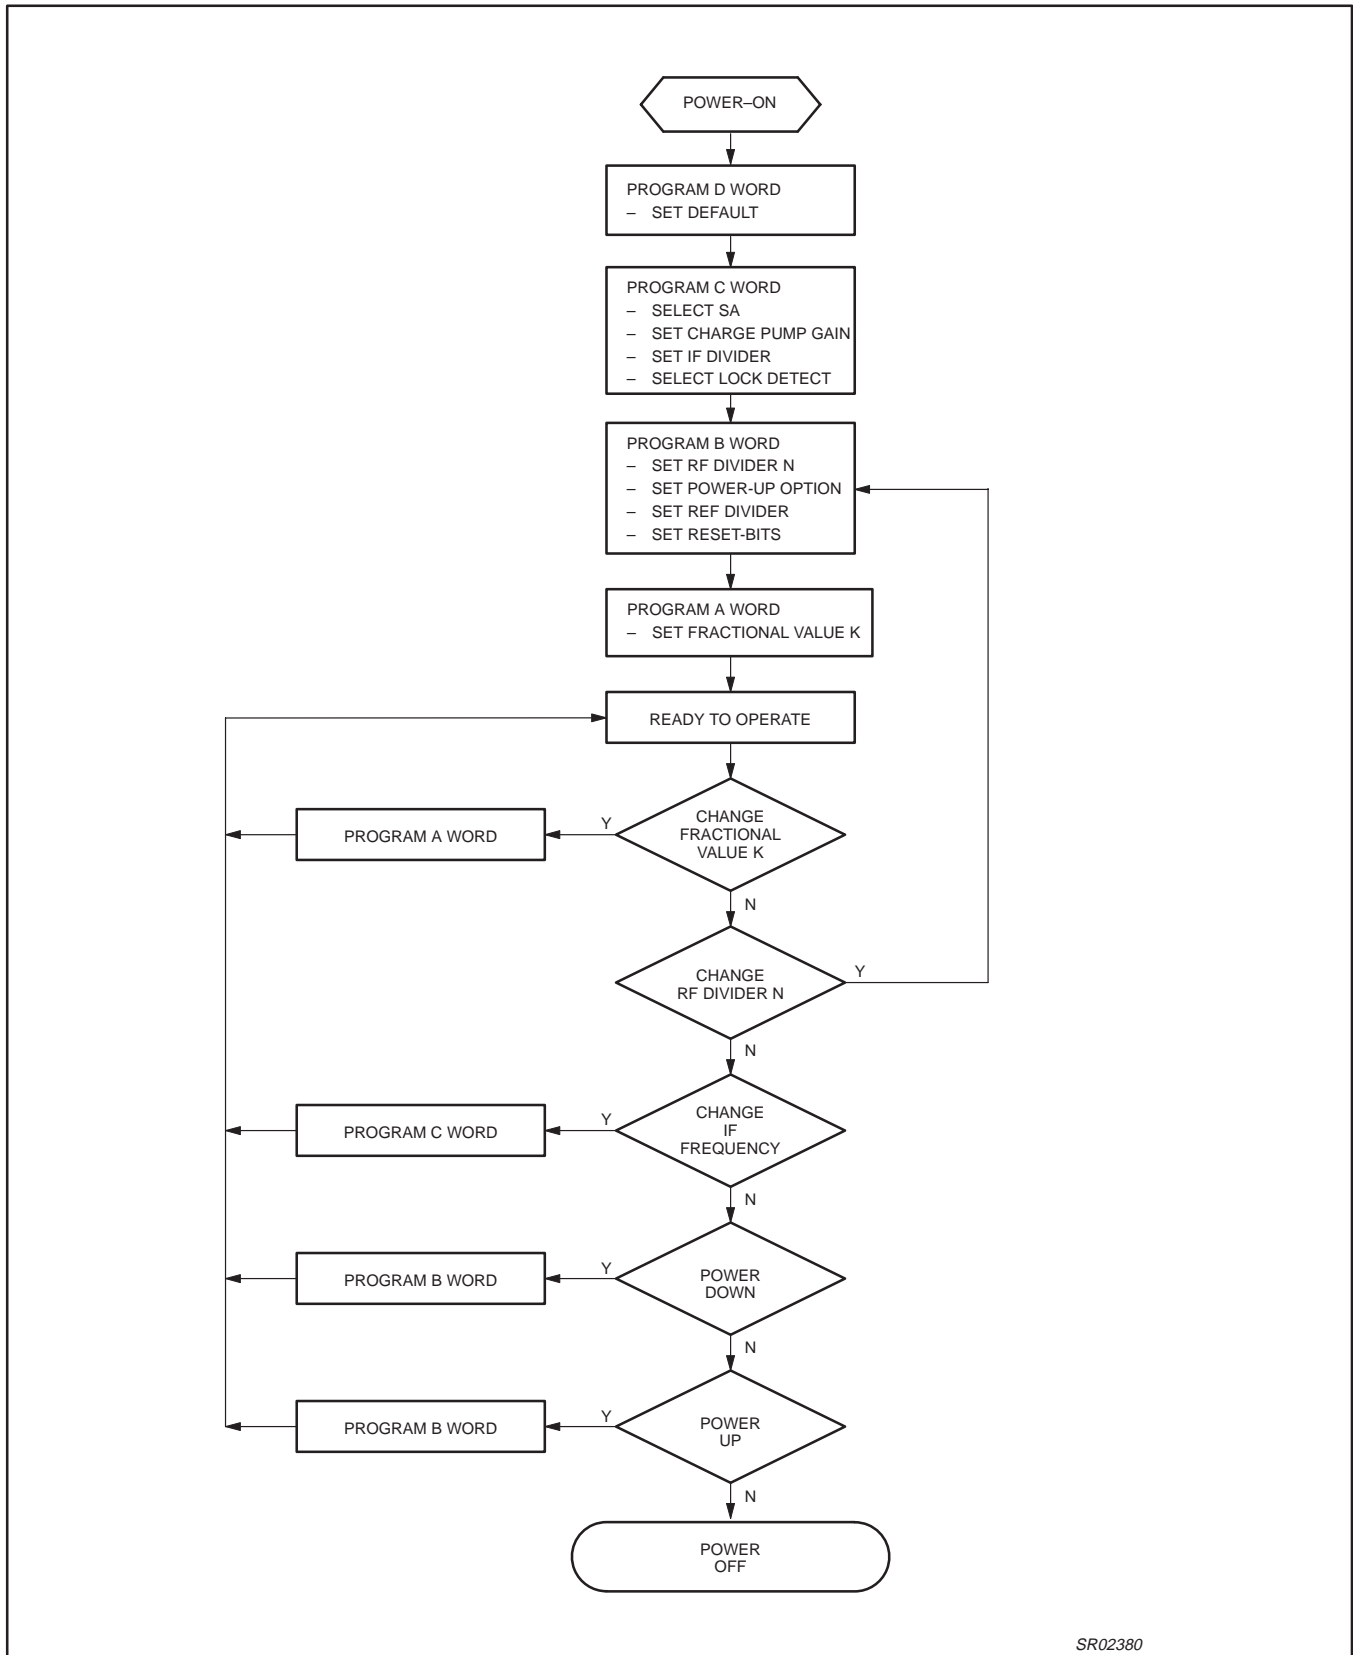 POWER–ON
PROGRAM D WORD
– SET DEFAULT
PROGRAM C WORD
– SELECT SA
– SET CHARGE PUMP GAIN
– SET IF DIVIDER
– SELECT LOCK DETECT
PROGRAM B WORD
– SET RF DIVIDER N
– SET POWER-UP OPTION
– SET REF DIVIDER
– SET RESET-BITS
PROGRAM A WORD
– SET FRACTIONAL VALUE K
READY TO OPERATE
CHANGE
FRACTIONAL
VALUE K
Y
PROGRAM A WORD
N
CHANGE
RF DIVIDER N
Y
N
CHANGE
IF
FREQUENCY
Y
PROGRAM C WORD
N
POWER
DOWN
Y
PROGRAM B WORD
N
POWER
UP
Y
PROGRAM B WORD
N
POWER
OFF
SR02380